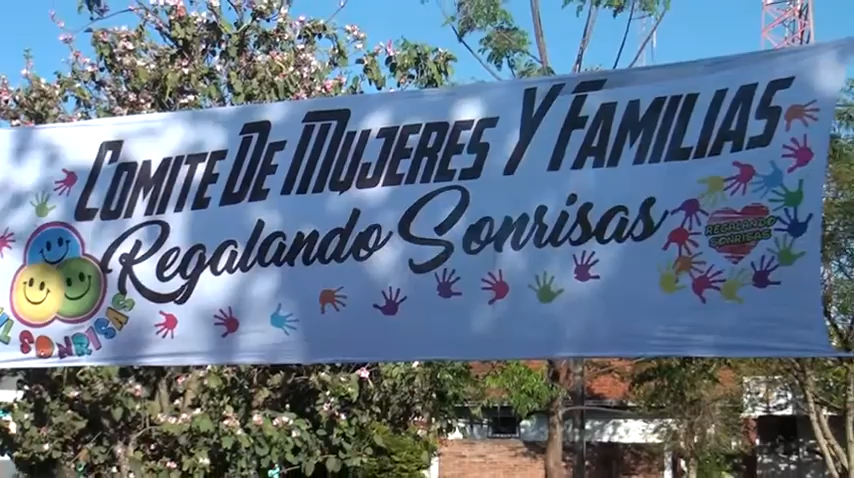 COMITE DE MUJERES Y FAMILIAS
Regalando Sonrisas
REGALANDO
SONRISAS
SONRISAS